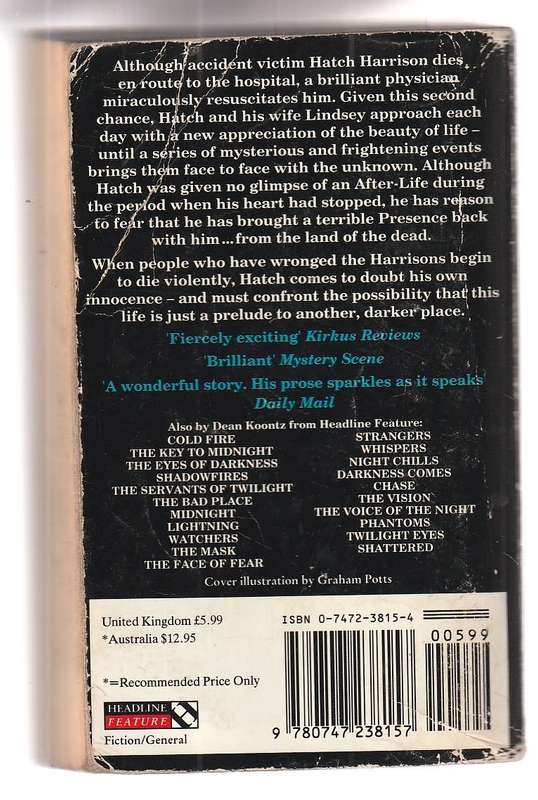 Although accident victim Hatch Harrison dies
en route to the hospital, a brilliant physician
miraculously resuscitates him. Given this second
chance, Hatch and his wife Lindsey approach each
day with a new appreciation of the beauty of life –
until a series of mysterious and frightening events
brings them face to face with the unknown. Although
Hatch was given no glimpse of an After-Life during
the period when his heart had stopped, he has reason
to fear that he has brought a terrible Presence back
with him...from the land of the dead.
When people who have wronged the Harrisons begin
to die violently, Hatch comes to doubt his own
innocence – and must confront the possibility that this
life is just a prelude to another, darker place.
'Fiercely exciting' Kirkus Reviews
'Brilliant' Mystery Scene
'A wonderful story. His prose sparkles as it speaks'
Daily Mail
Also by Dean Koontz from Headline Feature:
COLD FIRE
THE KEY TO MIDNIGHT
THE EYES OF DARKNESS
SHADOWFIRES
THE SERVANTS OF TWILIGHT
THE BAD PLACE
MIDNIGHT
LIGHTNING
WATCHERS
THE MASK
THE FACE OF FEAR
STRANGERS
WHISPERS
NIGHT CHILLS
DARKNESS COMES
CHASE
THE VISION
THE VOICE OF THE NIGHT
PHANTOMS
TWILIGHT EYES
SHATTERED
Cover illustration by Graham Potts
United Kingdom £5.99
*Australia $12.95
*=Recommended Price Only
HEADLINE
FEATURE
Fiction/General
ISBN 0-7472-3815-4
00599
9 780747 238157